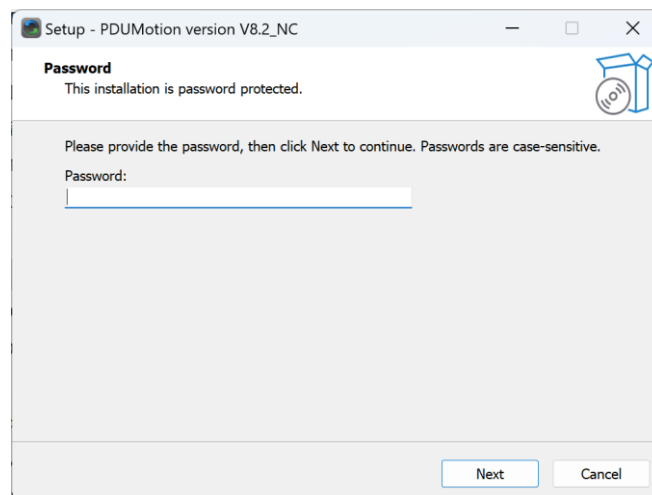 Setup - PDUMotion version V8.2_NC
Password
This installation is password protected.
Please provide the password, then click Next to continue. Passwords are case-sensitive.
Password:
Next
Cancel